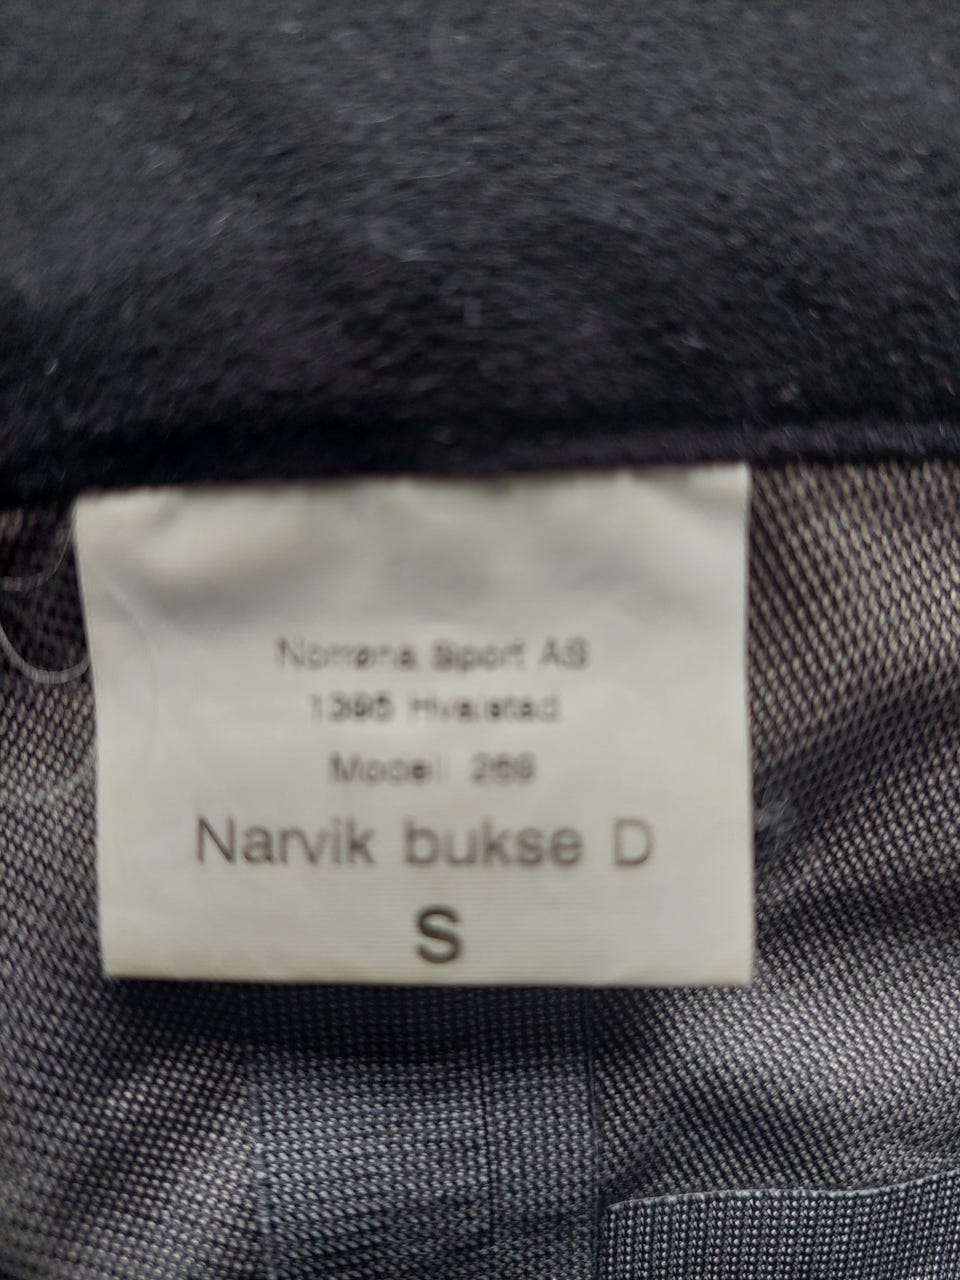 Norrøna Sport AS
1395 Hvalstad
Model: 269
Narvik bukse D
S